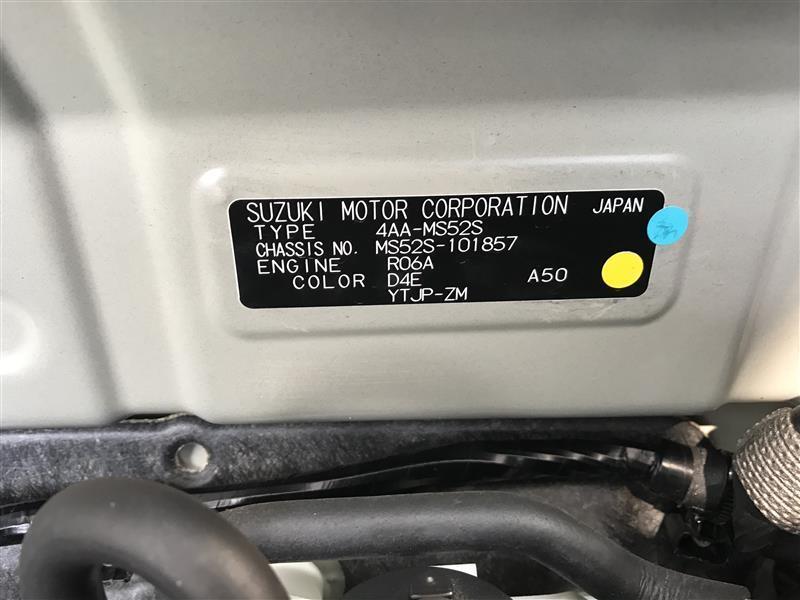 SUZUKI MOTOR CORPORATION JAPAN
TYPE 4AA-MS52S
CHASSIS NO. MS52S-101857
ENGINE R06A
COLOR D4E A50
YTJP-ZM